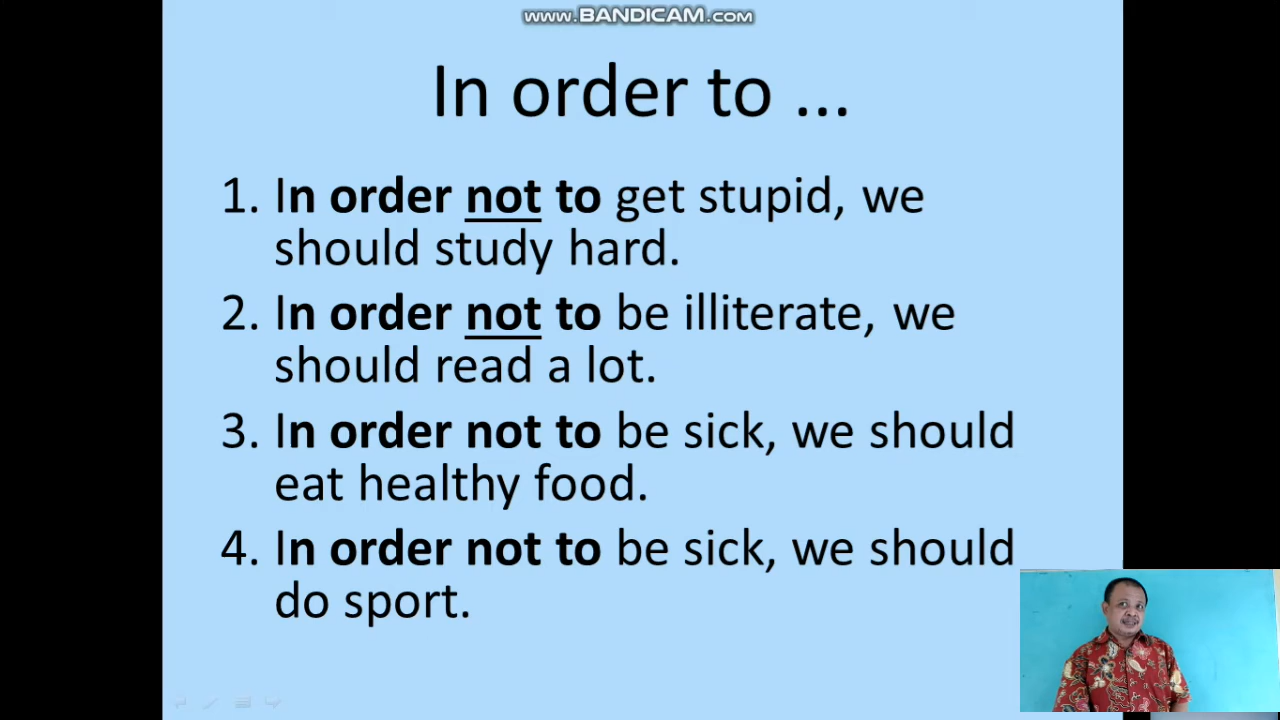 www.BANDICAM.com
In order to ...
1. In order not to get stupid, we
should study hard.
2. In order not to be illiterate, we
should read a lot.
3. In order not to be sick, we should
eat healthy food.
4. In order not to be sick, we should
do sport.